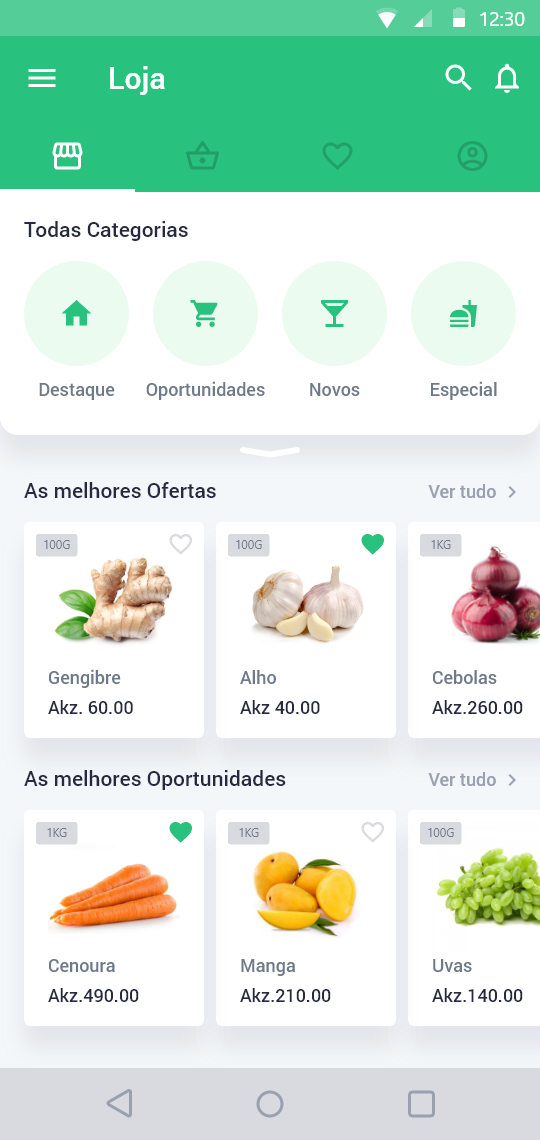 12:30
Loja
Todas Categorias
Destaque Oportunidades Novos Especial
As melhores Ofertas Ver tudo
100G 100G 1KG
Gengibre Alho Cebolas
Akz. 60.00 Akz 40.00 Akz.260.00
As melhores Oportunidades Ver tudo
1KG 1KG 100G
Cenoura Manga Uvas
Akz.490.00 Akz.210.00 Akz.140.00